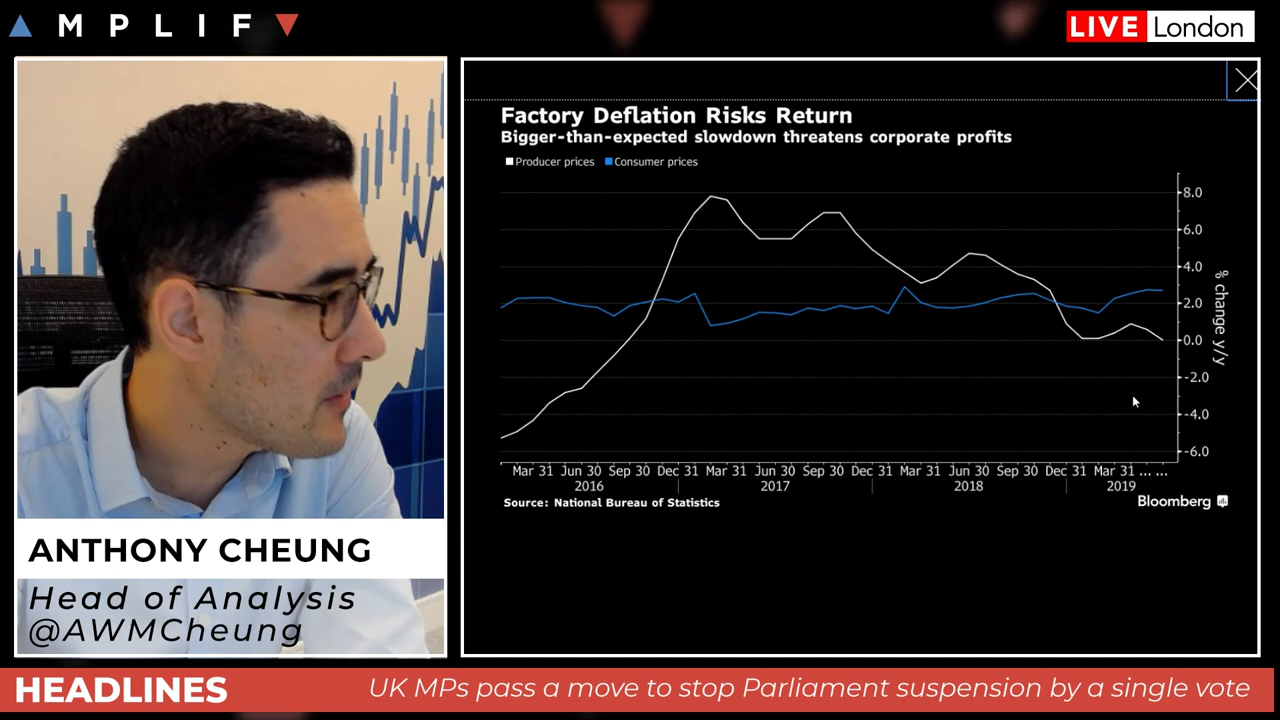 AMPLIFY
LIVE London
Factory Deflation Risks Return
Bigger-than-expected slowdown threatens corporate profits
Producer prices Consumer prices
8.0
6.0
4.0
2.0
0.0
-2.0
-4.0
-6.0
% change y/y
Mar 31 Jun 30 Sep 30 Dec 31 Mar 31 Jun 30 Sep 30 Dec 31 Mar 31 Jun 30 Sep 30 Dec 31 Mar 31 ... ...
2016 2017 2018 2019
Source: National Bureau of Statistics
Bloomberg
ANTHONY CHEUNG
Head of Analysis
@AWMCheung
HEADLINES UK MPs pass a move to stop Parliament suspension by a single vote